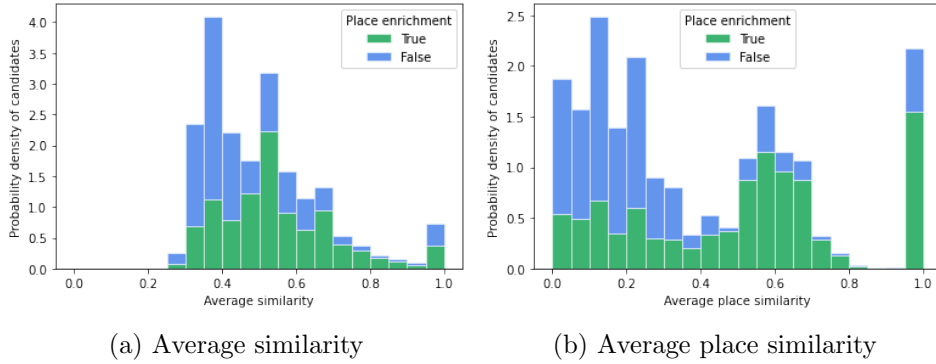 Probability density of candidates
4.0
3.5
3.0
2.5
2.0
1.5
1.0
0.5
0.0
Place enrichment
True
False
0.0 0.2 0.4 0.6 0.8 1.0
Average similarity
(a) Average similarity
Probability density of candidates
2.5
2.0
1.5
1.0
0.5
0.0
Place enrichment
True
False
0.0 0.2 0.4 0.6 0.8 1.0
Average place similarity
(b) Average place similarity